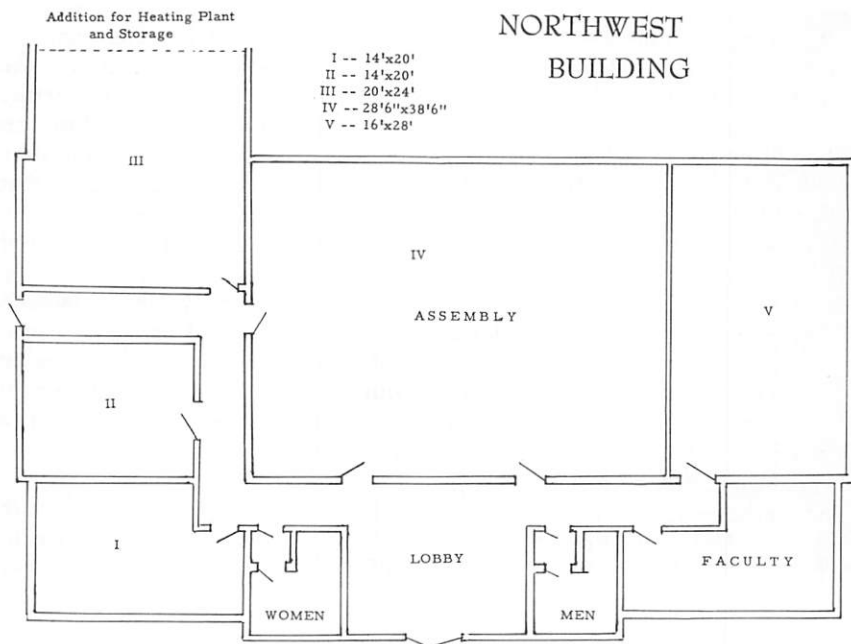 Addition for Heating Plant
and Storage
NORTHWEST
BUILDING
I -- 14'x20'
II -- 14'x20'
III -- 20'x24'
IV -- 28'6"x38'6"
V -- 16'x28'
III
IV
ASSEMBLY
V
II
I
LOBBY
FACULTY
WOMEN
MEN